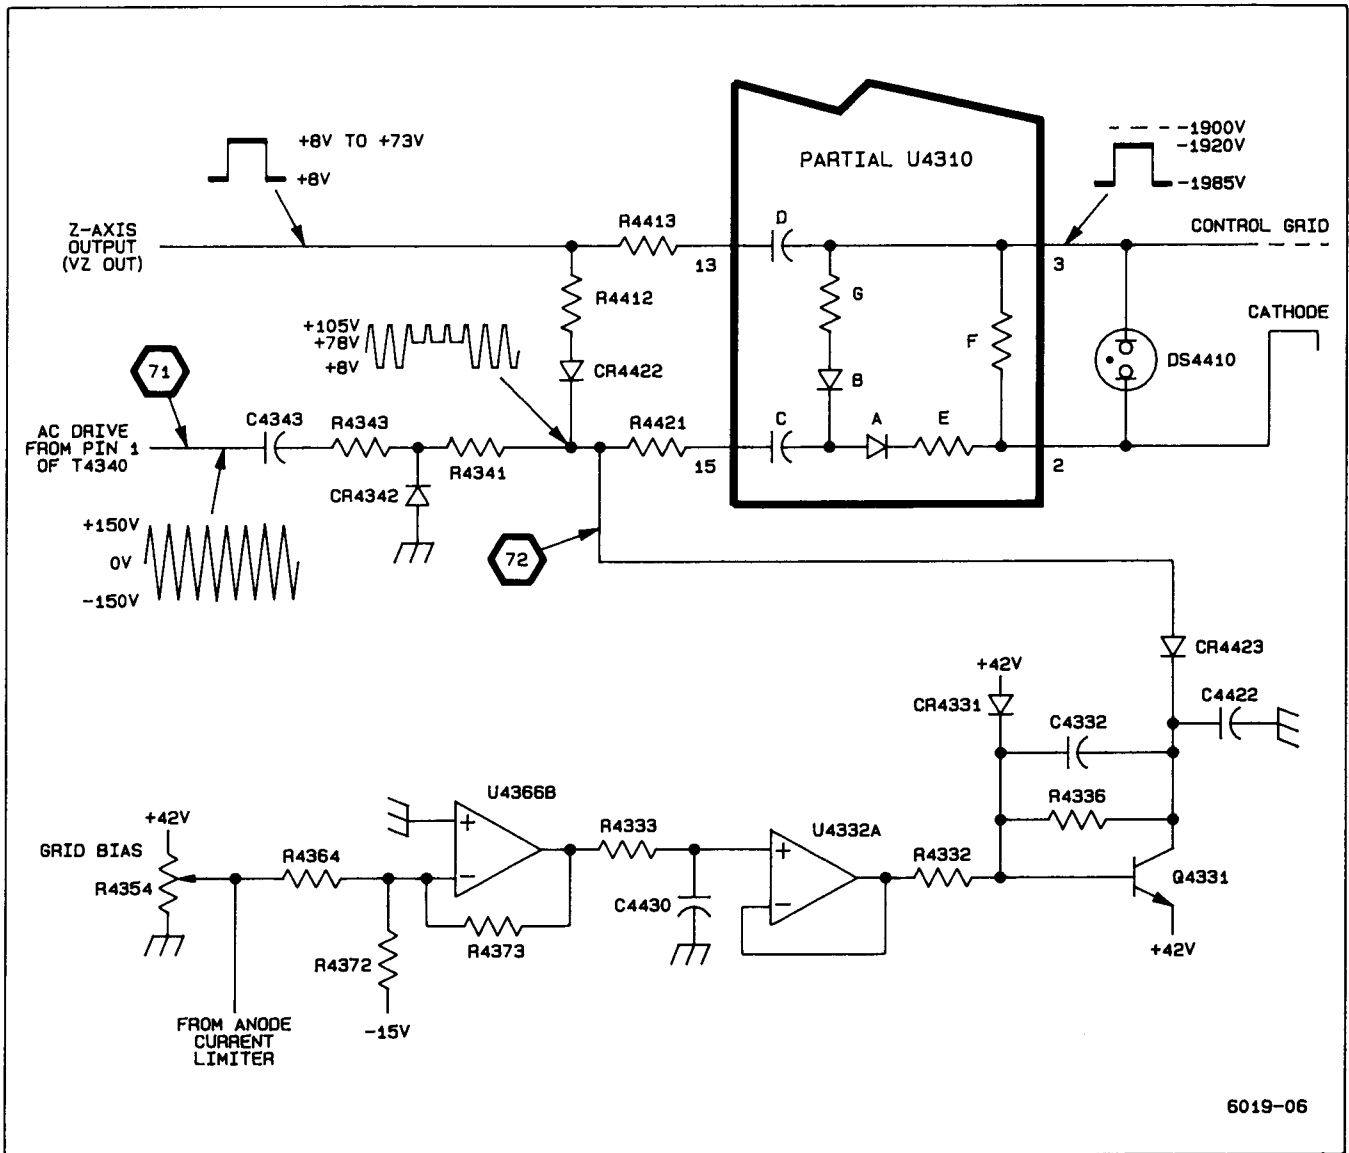 +8V TO +73V
+8V
Z-AXIS
OUTPUT
(VZ OUT)
R4413
13
D
PARTIAL U4310
- - - - -1900V
-1920V
-1985V
3
CONTROL GRID
R4412
G
F
CATHODE
+105V
+78V
+8V
CR4422
B
DS4410
71
AC DRIVE
FROM PIN 1
OF T4340
C4343
R4343
R4341
R4421
15
C
A
E
2
CR4342
+150V
0V
-150V
72
CR4423
+42V
CR4331
C4332
C4422
R4336
U4366B
+
-
R4333
U4332A
+
-
R4332
Q4331
+42V
+42V
GRID BIAS
R4354
R4364
R4373
C4430
R4372
-15V
FROM ANODE
CURRENT
LIMITER
6019-06